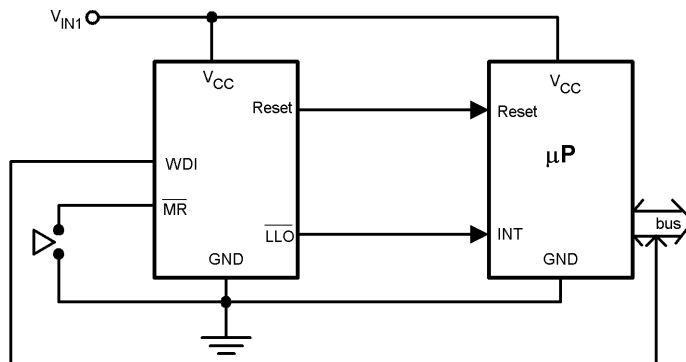 VIN1
VCC
Reset
WDI
MR
LLO
GND
VCC
Reset
μP
INT
GND
bus